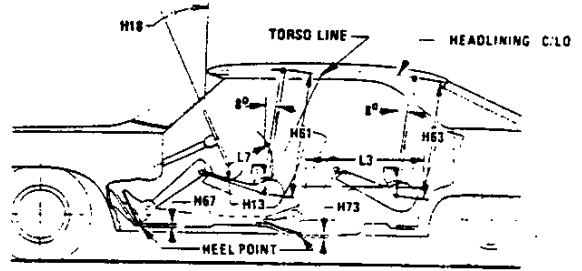 H18
TORSO LINE
— HEADLINING C/LO
8°
8°
H61
H63
L7
L3
H67
H13
H73
HEEL POINT